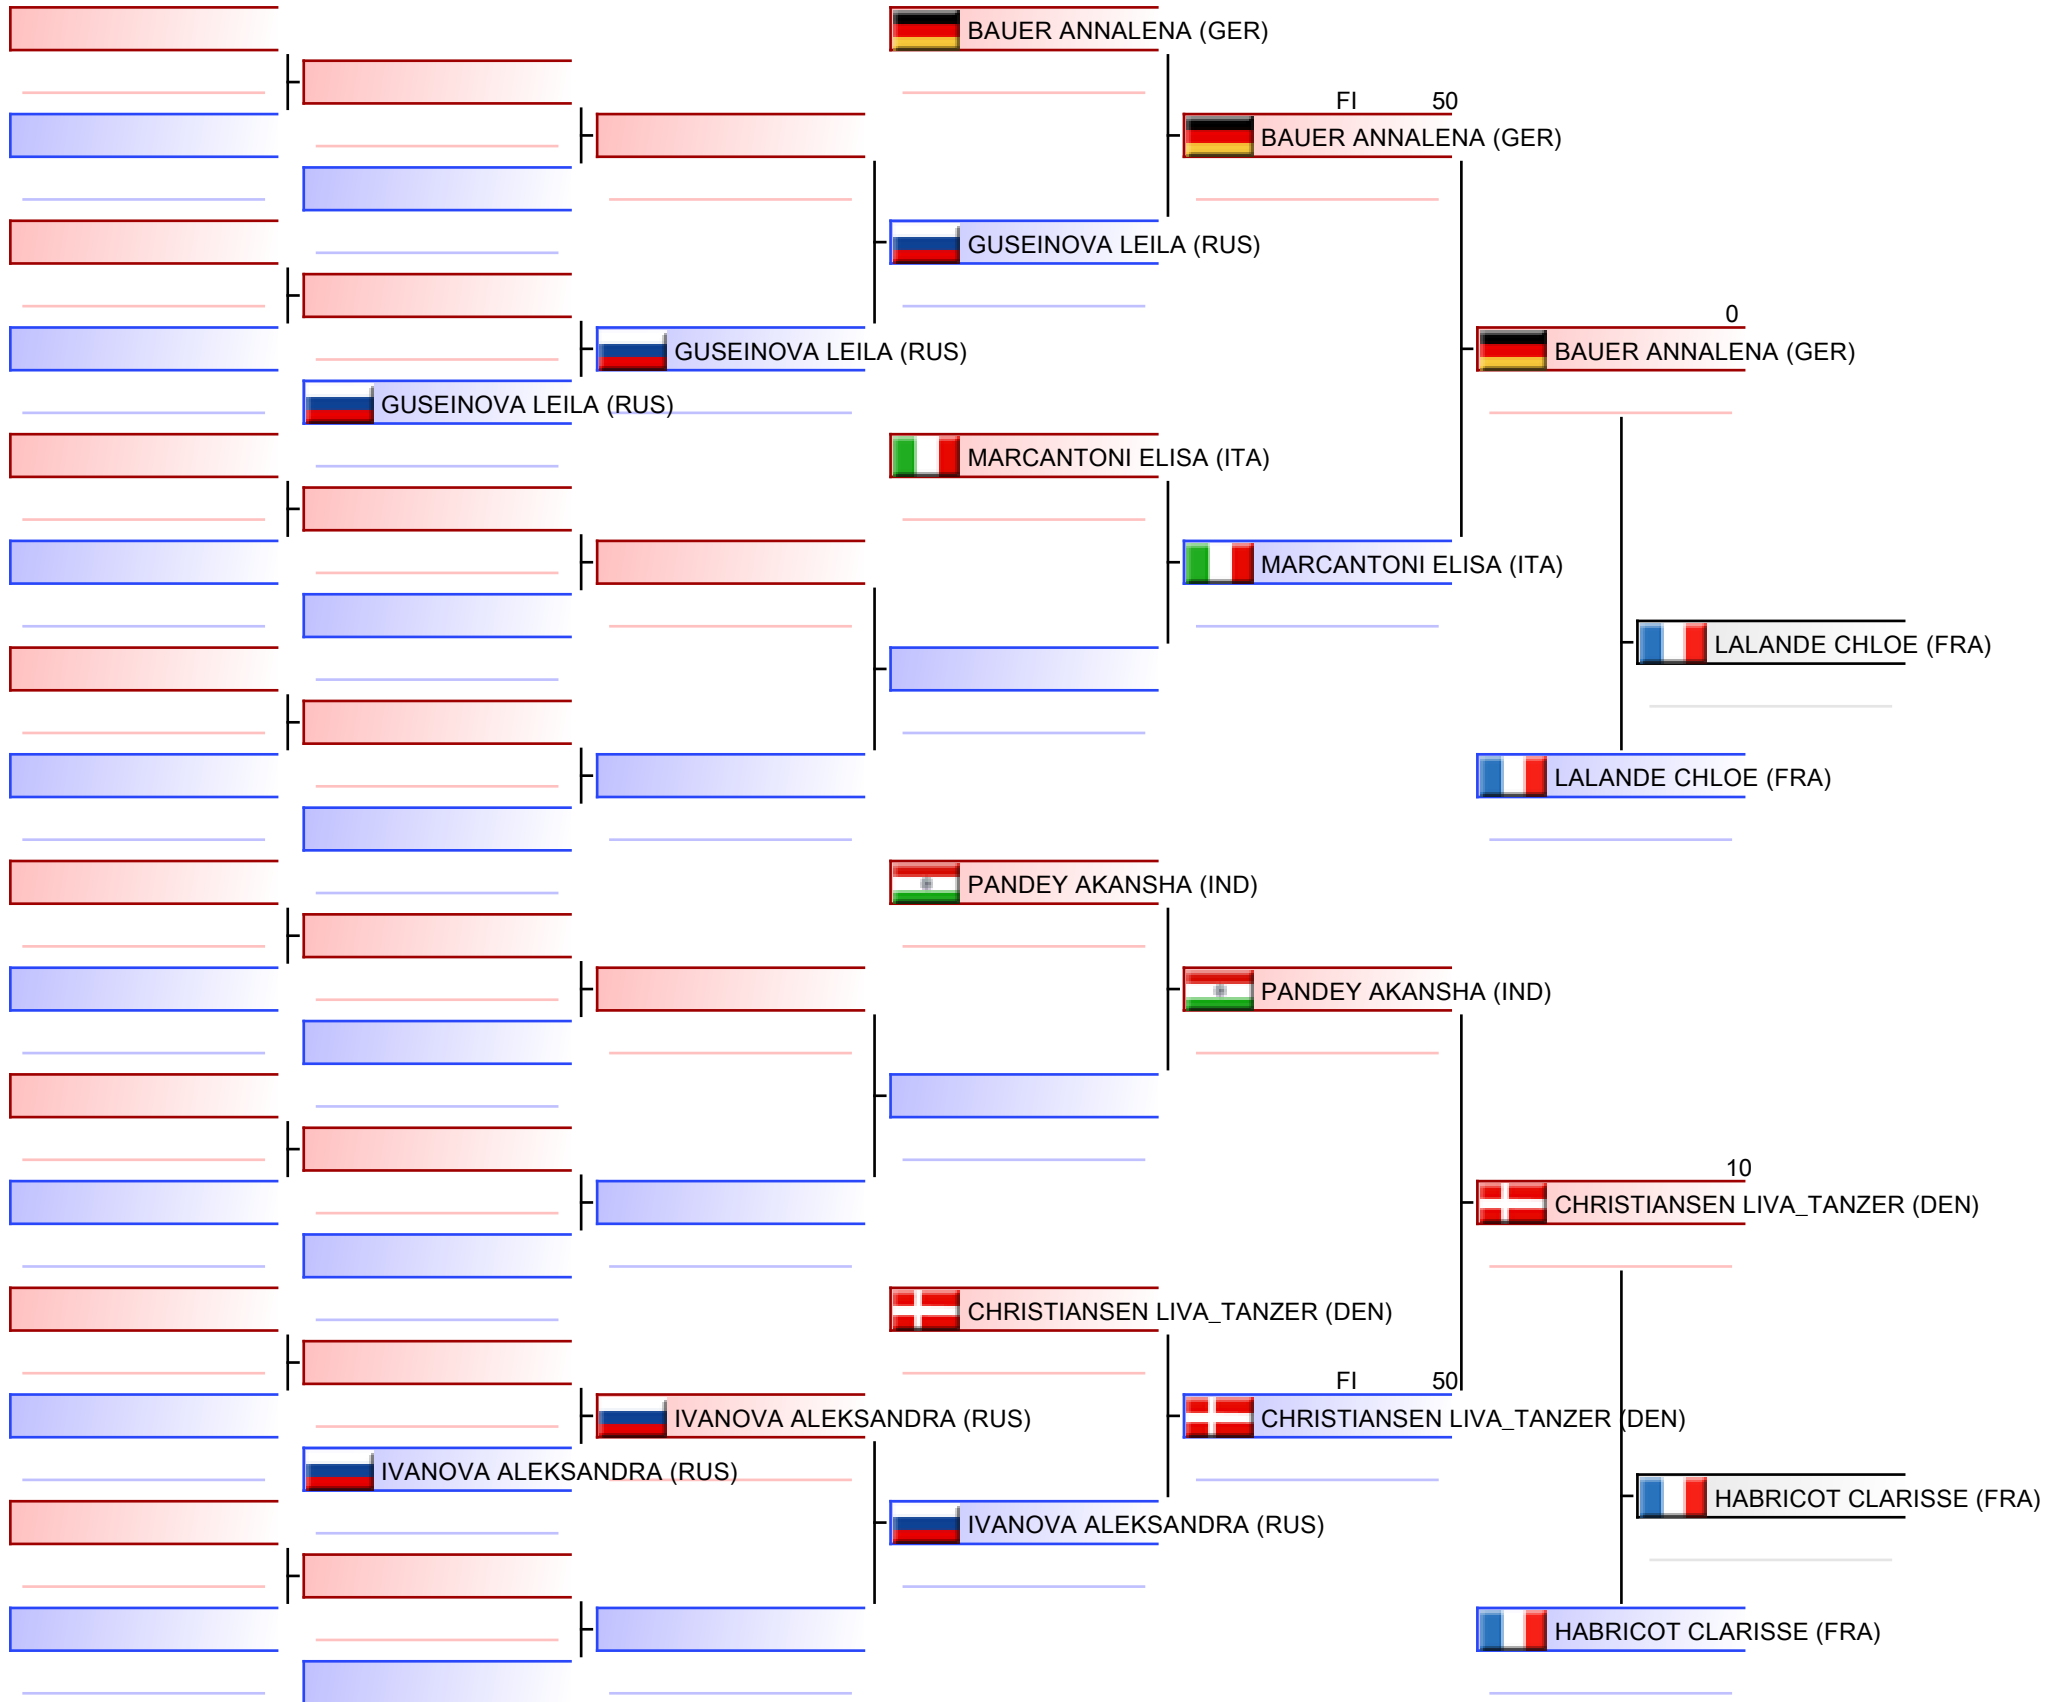 BAUER ANNALENA (GER)
FI 50
BAUER ANNALENA (GER)
GUSEINOVA LEILA (RUS)
0
GUSEINOVA LEILA (RUS)
BAUER ANNALENA (GER)
GUSEINOVA LEILA (RUS)
MARCANTONI ELISA (ITA)
MARCANTONI ELISA (ITA)
LALANDE CHLOE (FRA)
LALANDE CHLOE (FRA)
PANDEY AKANSHA (IND)
PANDEY AKANSHA (IND)
10
CHRISTIANSEN LIVA_TANZER (DEN)
CHRISTIANSEN LIVA_TANZER (DEN)
FI 50
IVANOVA ALEKSANDRA (RUS)
CHRISTIANSEN LIVA_TANZER (DEN)
IVANOVA ALEKSANDRA (RUS)
HABRICOT CLARISSE (FRA)
IVANOVA ALEKSANDRA (RUS)
HABRICOT CLARISSE (FRA)